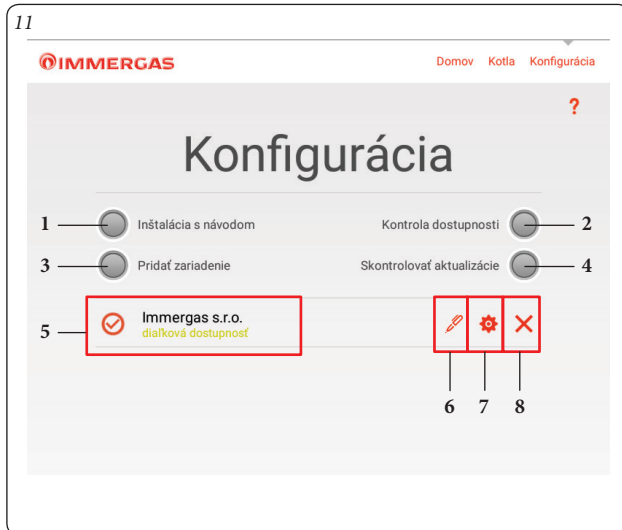 11
IMMERGAS
Domov Kotla Konfigurácia
?
Konfigurácia
1 Inštalácia s návodom Kontrola dostupnosti 2
3 Pridať zariadenie Skontrolovať aktualizácie 4
5 Immergas s.r.o.
diaľková dostupnosť
6 7 8